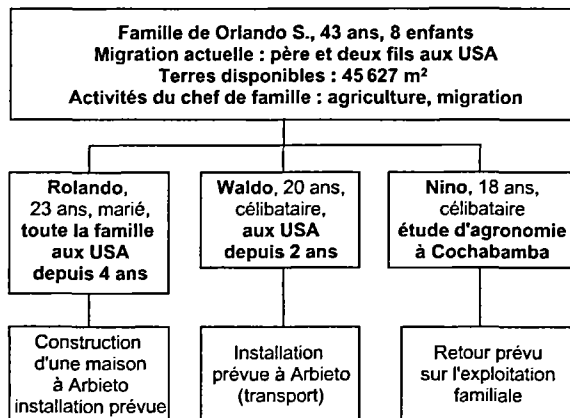 Famille de Orlando S., 43 ans, 8 enfants
Migration actuelle : père et deux fils aux USA
Terres disponibles : 45 627 m²
Activités du chef de famille : agriculture, migration
Rolando,
23 ans, marié,
toute la famille
aux USA
depuis 4 ans
Waldo, 20 ans,
célibataire,
aux USA
depuis 2 ans
Nino, 18 ans,
célibataire
étude d'agronomie
à Cochabamba
Construction
d'une maison
à Arbieto
installation prévue
Installation
prévue à Arbieto
(transport)
Retour prévu
sur l'exploitation
familiale